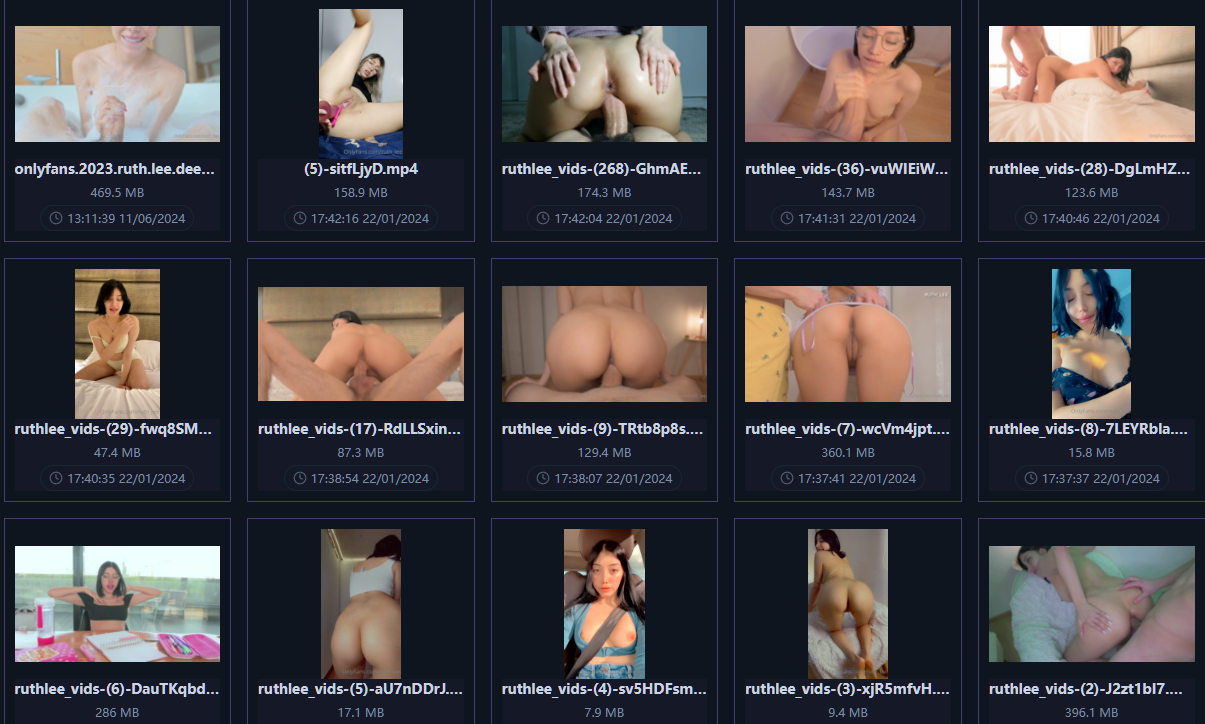 onlyfans.2023.ruth.lee.dee...
469.5 MB
13:11:39 11/06/2024
(5)-sitfLjyD.mp4
158.9 MB
17:42:16 22/01/2024
ruthlee_vids-(268)-GhmAE...
174.3 MB
17:42:04 22/01/2024
ruthlee_vids-(36)-vuWIEiW...
143.7 MB
17:41:31 22/01/2024
ruthlee_vids-(28)-DgLmHZ...
123.6 MB
17:40:46 22/01/2024
ruthlee_vids-(29)-fwq8SM...
47.4 MB
17:40:35 22/01/2024
ruthlee_vids-(17)-RdLLSxin...
87.3 MB
17:38:54 22/01/2024
ruthlee_vids-(9)-TRtb8p8s....
129.4 MB
17:38:07 22/01/2024
ruthlee_vids-(7)-wcVm4jpt....
360.1 MB
17:37:41 22/01/2024
ruthlee_vids-(8)-7LEYRbla....
15.8 MB
17:37:37 22/01/2024
ruthlee_vids-(6)-DauTKqbd...
286 MB
ruthlee_vids-(5)-aU7nDDrJ....
17.1 MB
ruthlee_vids-(4)-sv5HDFsm...
7.9 MB
ruthlee_vids-(3)-xjR5mfvH....
9.4 MB
ruthlee_vids-(2)-J2zt1bI7....
396.1 MB